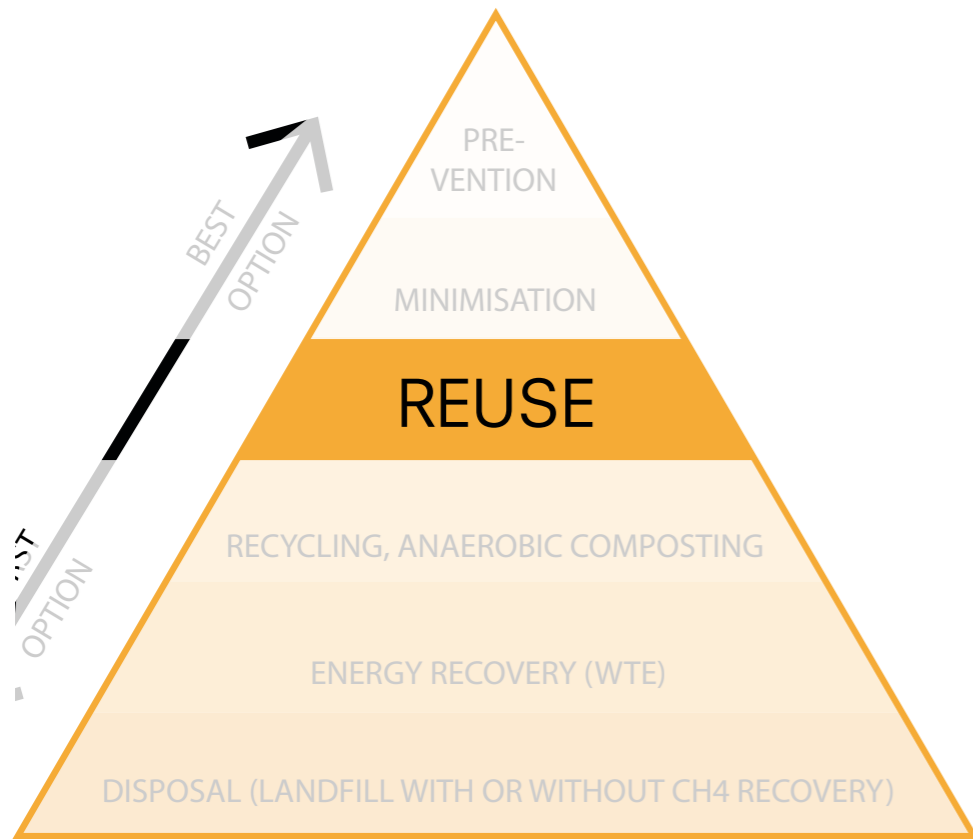 PRE-
VENTION
BEST
OPTION
MINIMISATION
REUSE
RECYCLING, ANAEROBIC COMPOSTING
OPTION
ENERGY RECOVERY (WTE)
DISPOSAL (LANDFILL WITH OR WITHOUT CH4 RECOVERY)